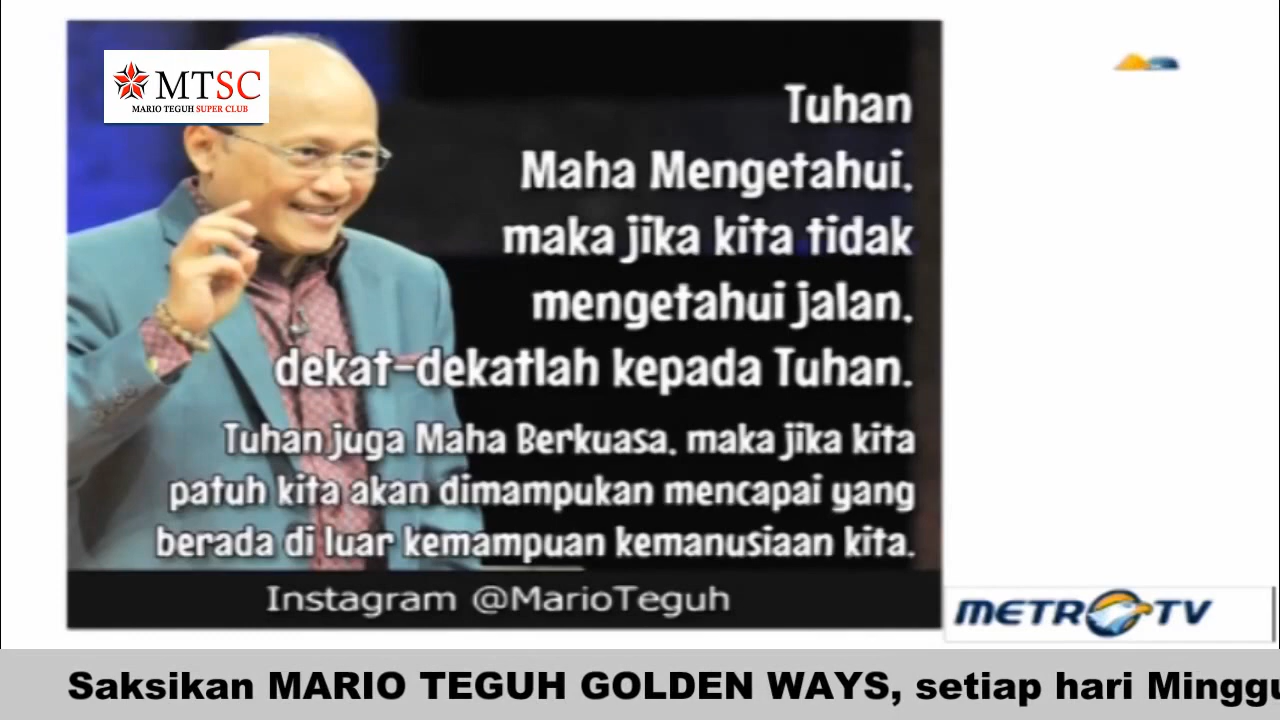 MTSC
MARIO TEGUH SUPER CLUB
Tuhan
Maha Mengetahui,
maka jika kita tidak
mengetahui jalan,
dekat-dekatlah kepada Tuhan.
Tuhan juga Maha Berkuasa, maka jika kita
patuh kita akan dimampukan mencapai yang
berada di luar kemampuan kemanusiaan kita.
Instagram @MarioTeguh
METRO TV
Saksikan MARIO TEGUH GOLDEN WAYS, setiap hari Minggu